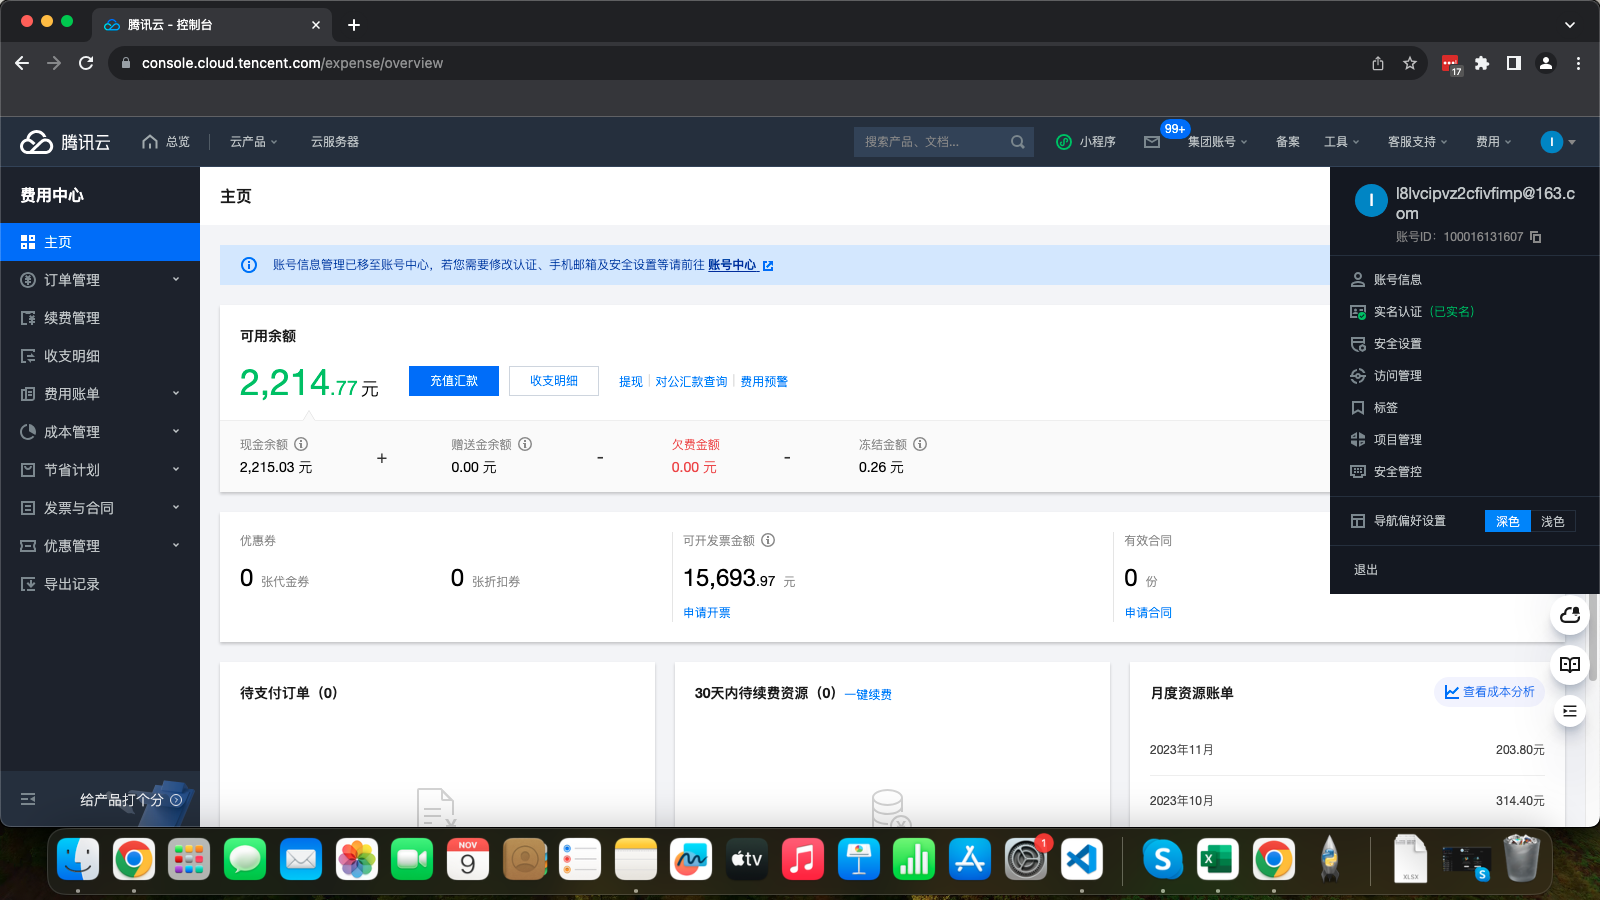 腾讯云 - 控制台
console.cloud.tencent.com/expense/overview
17
腾讯云
总览
云产品
云服务器
搜索产品、文档...
小程序
99+
集团账号
备案
工具
客服支持
费用
I
费用中心
主页
订单管理
续费管理
收支明细
费用账单
成本管理
节省计划
发票与合同
优惠管理
导出记录
给产品打个分
主页
账号信息管理已移至账号中心，若您需要修改认证、手机邮箱及安全设置等请前往 账号中心
可用余额
2,214.77 元
充值汇款
收支明细
提现
对公汇款查询
费用预警
现金余额
2,215.03 元
+
赠送金余额
0.00 元
-
欠费金额
0.00 元
-
冻结金额
0.26 元
优惠券
0 张代金券
0 张折扣券
可开发票金额
15,693.97 元
申请开票
有效合同
0 份
申请合同
待支付订单（0）
30天内待续费资源（0） 一键续费
月度资源账单
查看成本分析
2023年11月
203.80元
2023年10月
314.40元
I
l8lvcipvz2cfivfimp@163.c
om
账号ID：100016131607
账号信息
实名认证（已实名）
安全设置
访问管理
标签
项目管理
安全管控
导航偏好设置
深色
浅色
退出
NOV
9
tv
1
S
X
XLSX
S